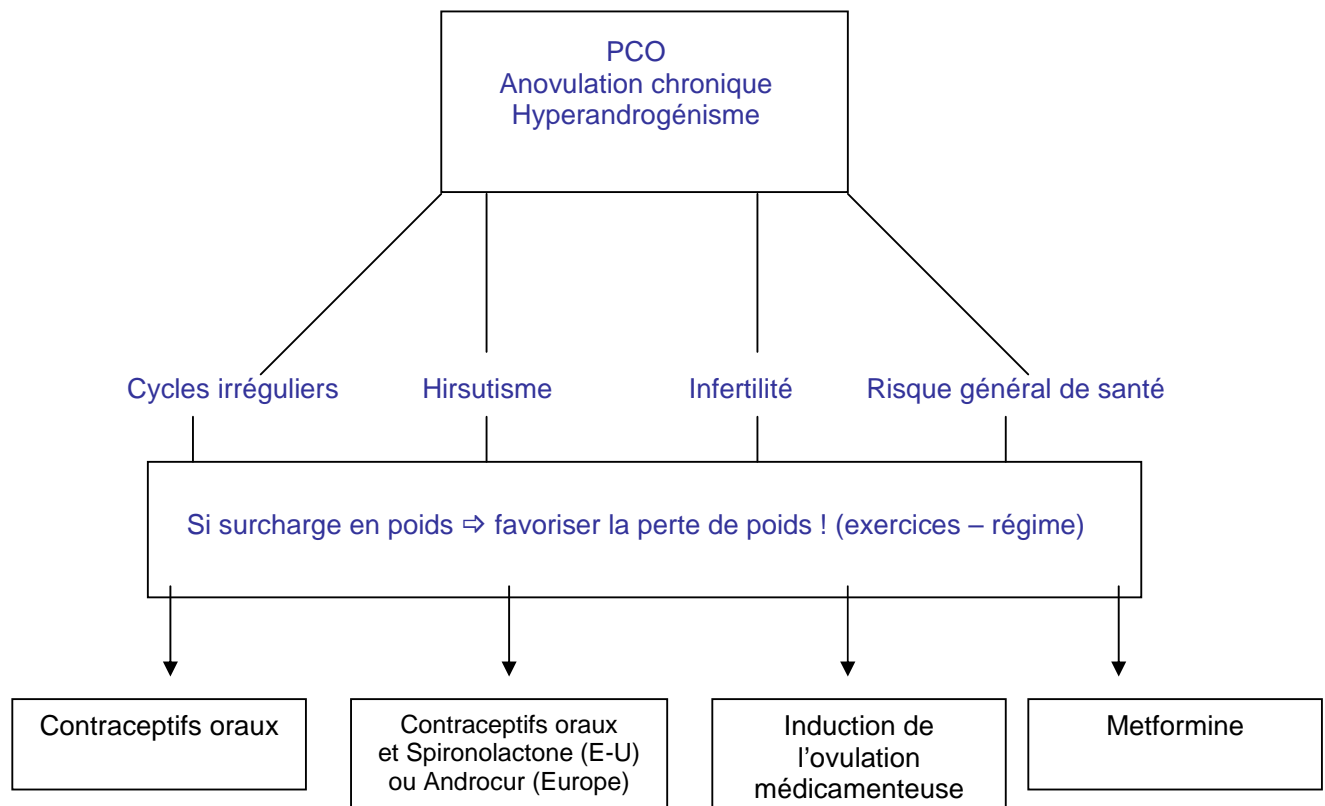 PCO
Anovulation chronique
Hyperandrogénisme
Cycles irréguliers
Hirsutisme
Infertilité
Risque général de santé
Si surcharge en poids ⇨ favoriser la perte de poids ! (exercices – régime)
Contraceptifs oraux
Contraceptifs oraux
et Spironolactone (E-U)
ou Androcur (Europe)
Induction de
l'ovulation
médicamenteuse
Metformine